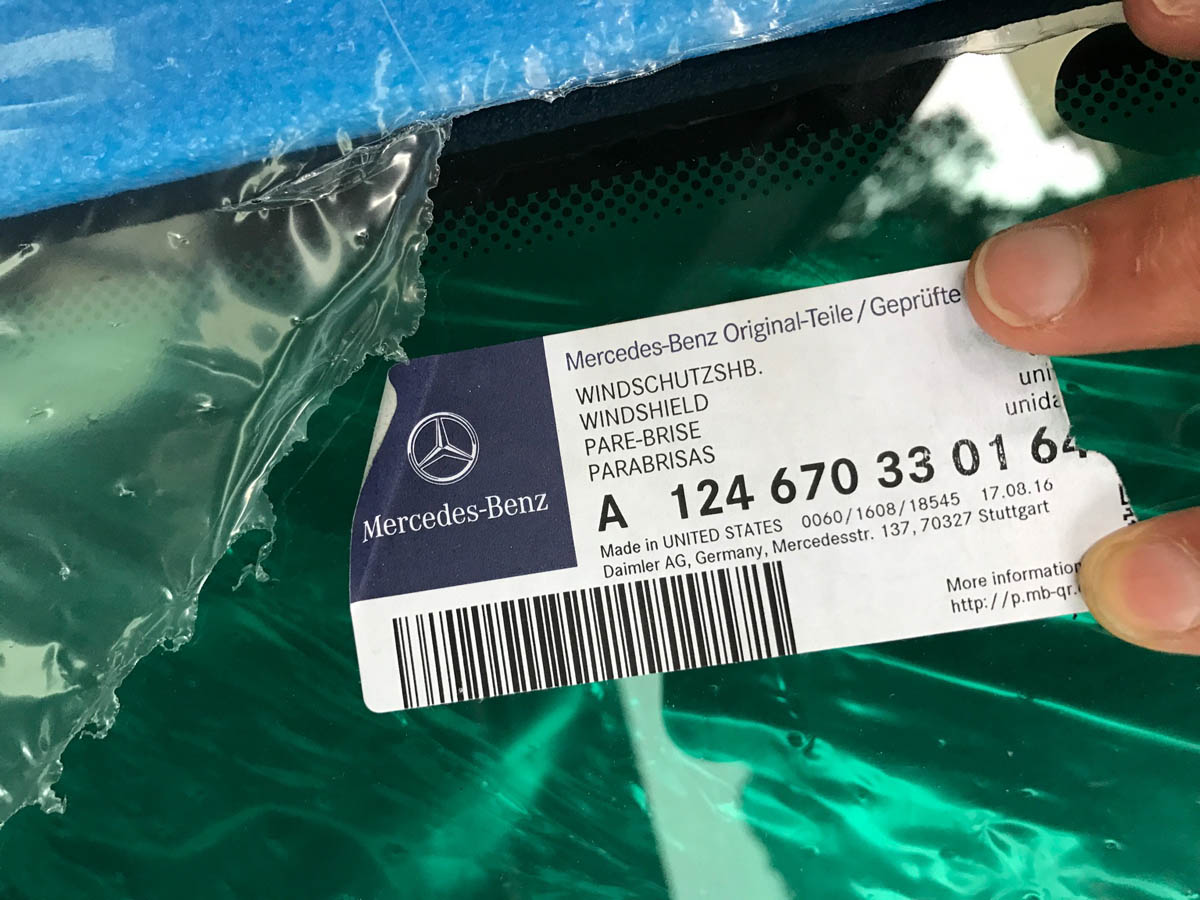 Mercedes-Benz
Mercedes-Benz Original-Teile / Geprüfte
WINDSCHUTZSHB.
WINDSHIELD
PARE-BRISE
PARABRISAS
A 124 670 33 01 64
Made in UNITED STATES 0060/1608/18545 17.08.16
Daimler AG, Germany, Mercedesstr. 137, 70327 Stuttgart
More information
http://p.mb-qr.